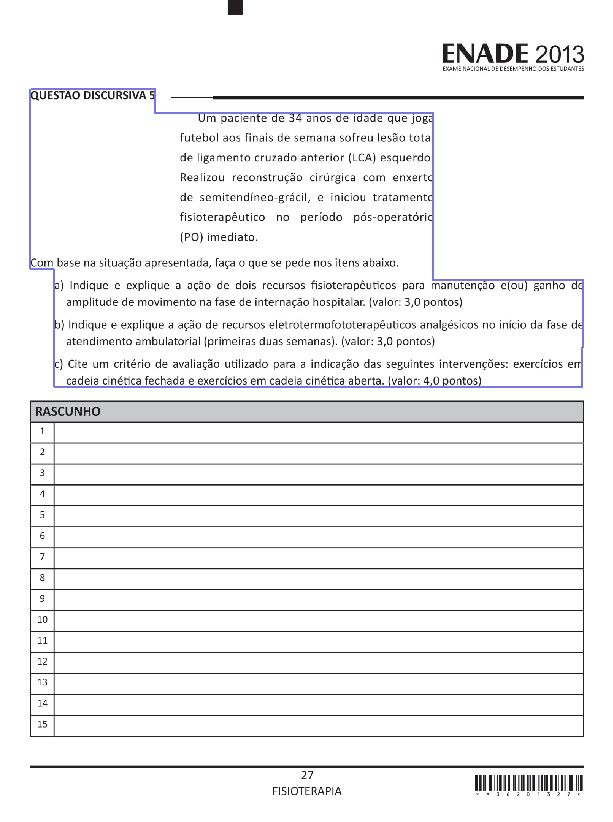 ENADE 2013
EXAME NACIONAL DE DESEMPENHO DOS ESTUDANTES
QUESTÃO DISCURSIVA 5
Um paciente de 34 anos de idade que joga
futebol aos finais de semana sofreu lesão total
de ligamento cruzado anterior (LCA) esquerdo.
Realizou reconstrução cirúrgica com enxerto
de semitendíneo-grácil, e iniciou tratamento
fisioterapêutico no período pós-operatório
(PO) imediato.
Com base na situação apresentada, faça o que se pede nos itens abaixo.
a) Indique e explique a ação de dois recursos fisioterapêuticos para manutenção e(ou) ganho de
amplitude de movimento na fase de internação hospitalar. (valor: 3,0 pontos)
b) Indique e explique a ação de recursos eletrotermofototerapêuticos analgésicos no início da fase de
atendimento ambulatorial (primeiras duas semanas). (valor: 3,0 pontos)
c) Cite um critério de avaliação utilizado para a indicação das seguintes intervenções: exercícios em
cadeia cinética fechada e exercícios em cadeia cinética aberta. (valor: 4,0 pontos)
RASCUNHO
1
2
3
4
5
6
7
8
9
10
11
12
13
14
15
27
FISIOTERAPIA